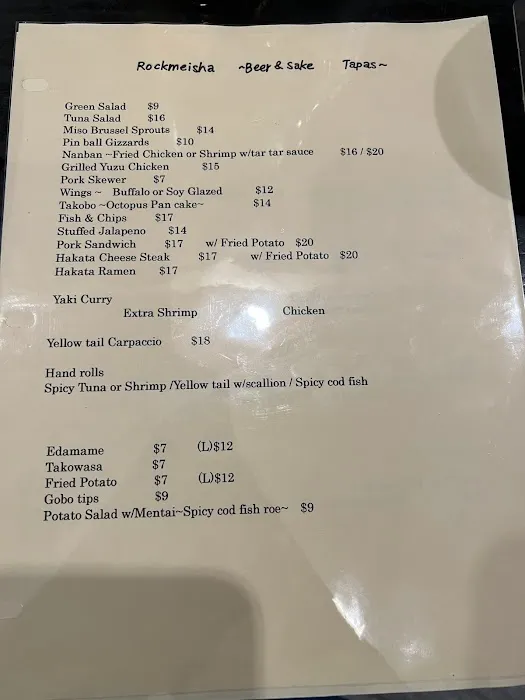 Rockmeisha ~Beer & sake Tapas~
Green Salad $9
Tuna Salad $16
Miso Brussel Sprouts $14
Pin ball Gizzards $10
Nanban ~Fried Chicken or Shrimp w/tar tar sauce $16 / $20
Grilled Yuzu Chicken $15
Pork Skewer $7
Wings ~ Buffalo or Soy Glazed $12
Takobo ~Octopus Pan cake~ $14
Fish & Chips $17
Stuffed Jalapeno $14
Pork Sandwich $17 w/ Fried Potato $20
Hakata Cheese Steak $17 w/ Fried Potato $20
Hakata Ramen $17
Yaki Curry
Extra Shrimp Chicken
Yellow tail Carpaccio $18
Hand rolls
Spicy Tuna or Shrimp /Yellow tail w/scallion / Spicy cod fish
Edamame $7 (L)$12
Takowasa $7
Fried Potato $7 (L)$12
Gobo tips $9
Potato Salad w/Mentai~Spicy cod fish roe~ $9